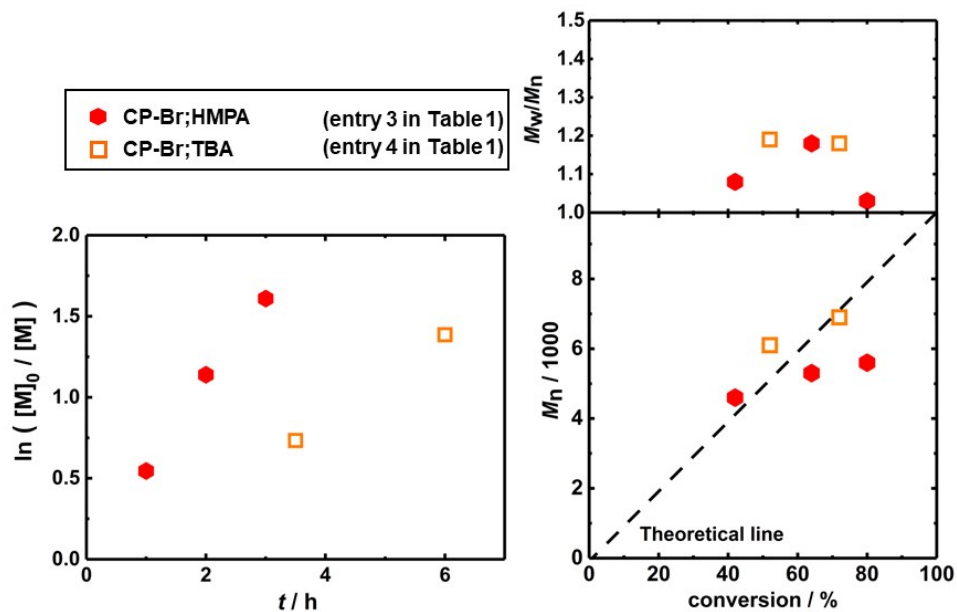 CP-Br;HMPA (entry 3 in Table 1)
CP-Br;TBA (entry 4 in Table 1)
2.0
1.5
1.0
0.5
0.0
ln ( [M]0 / [M] )
0 2 4 6
t / h
1.5
1.4
1.3
1.2
1.1
1.0
Mw/Mn
8
6
4
2
0
Mn / 1000
Theoretical line
0 20 40 60 80 100
conversion / %